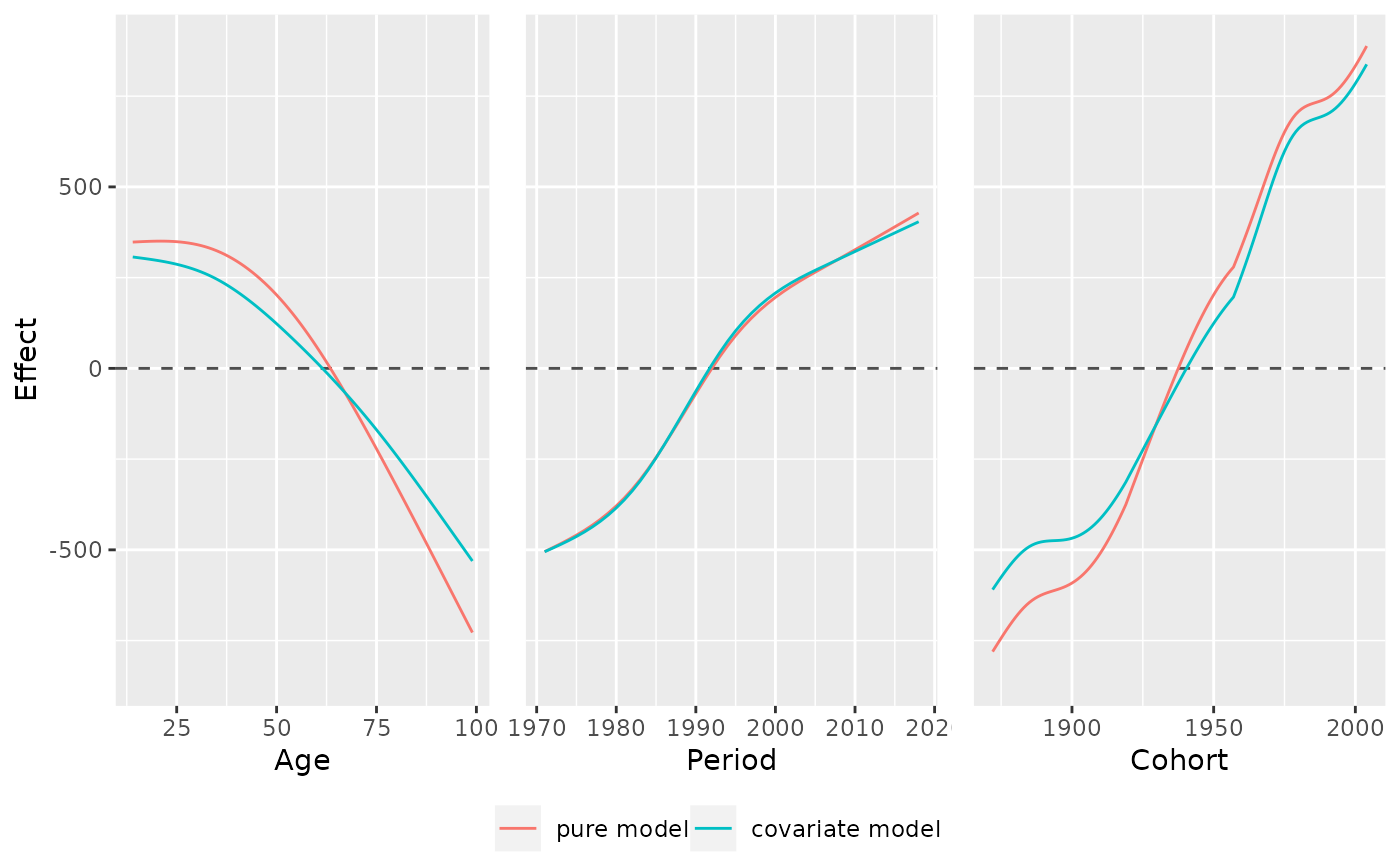 Effect
500
0
-500
25 50 75 100 1970 1980 1990 2000 2010 202 1900 1950 2000
Age Period Cohort
pure model covariate model